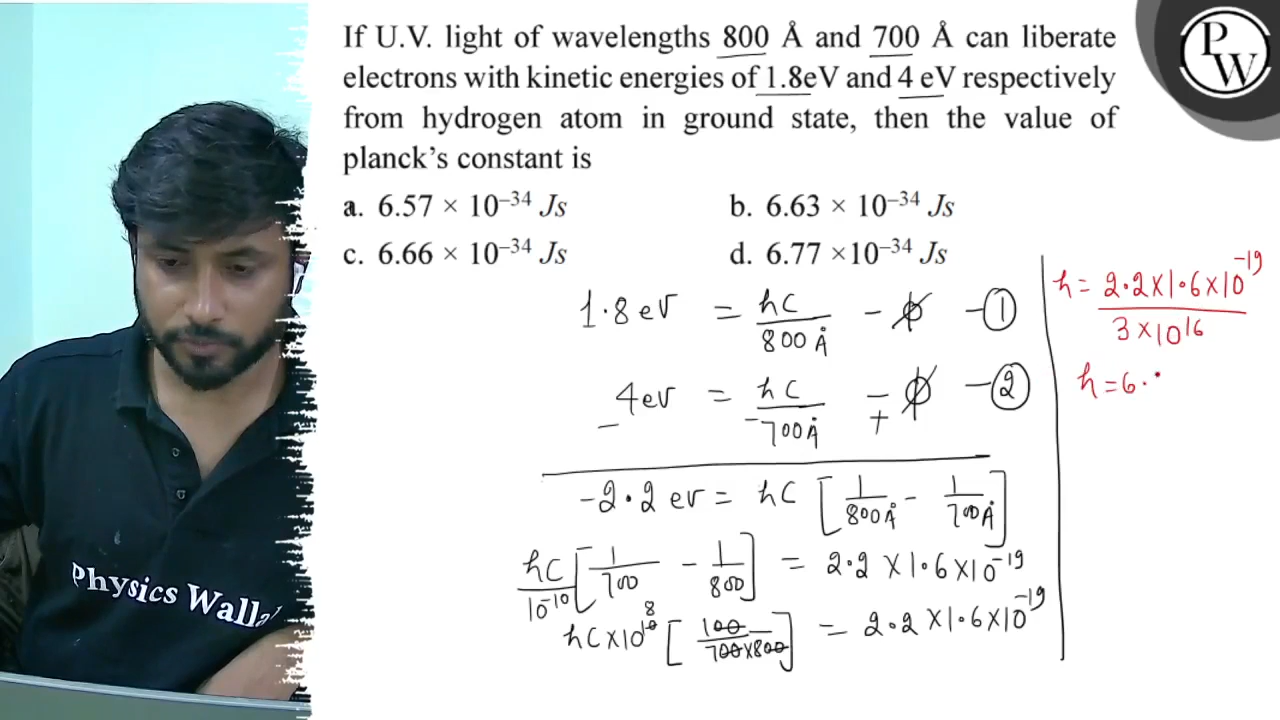 If U.V. light of wavelengths 800 Å and 700 Å can liberate
electrons with kinetic energies of 1.8eV and 4 eV respectively
from hydrogen atom in ground state, then the value of
planck's constant is
a. 6.57 × 10⁻³⁴ Js
b. 6.63 × 10⁻³⁴ Js
c. 6.66 × 10⁻³⁴ Js
d. 6.77 ×10⁻³⁴ Js
1.8 eV = hC/800 Å - ϕ -①
-4 eV = hC/-700 Å -+ ϕ -②
-2.2 eV = hC [1/800Å - 1/700Å]
hC/10⁻¹⁰ [1/700 - 1/800] = 2.2 × 1.6 × 10⁻¹⁹
hC × 10¹⁰ 8 [100/700×800] = 2.2 × 1.6 × 10⁻¹⁹
h = 2.2 × 1.6 × 10⁻¹⁹/3 × 10¹⁶
h = 6.
PW
Physics Walla